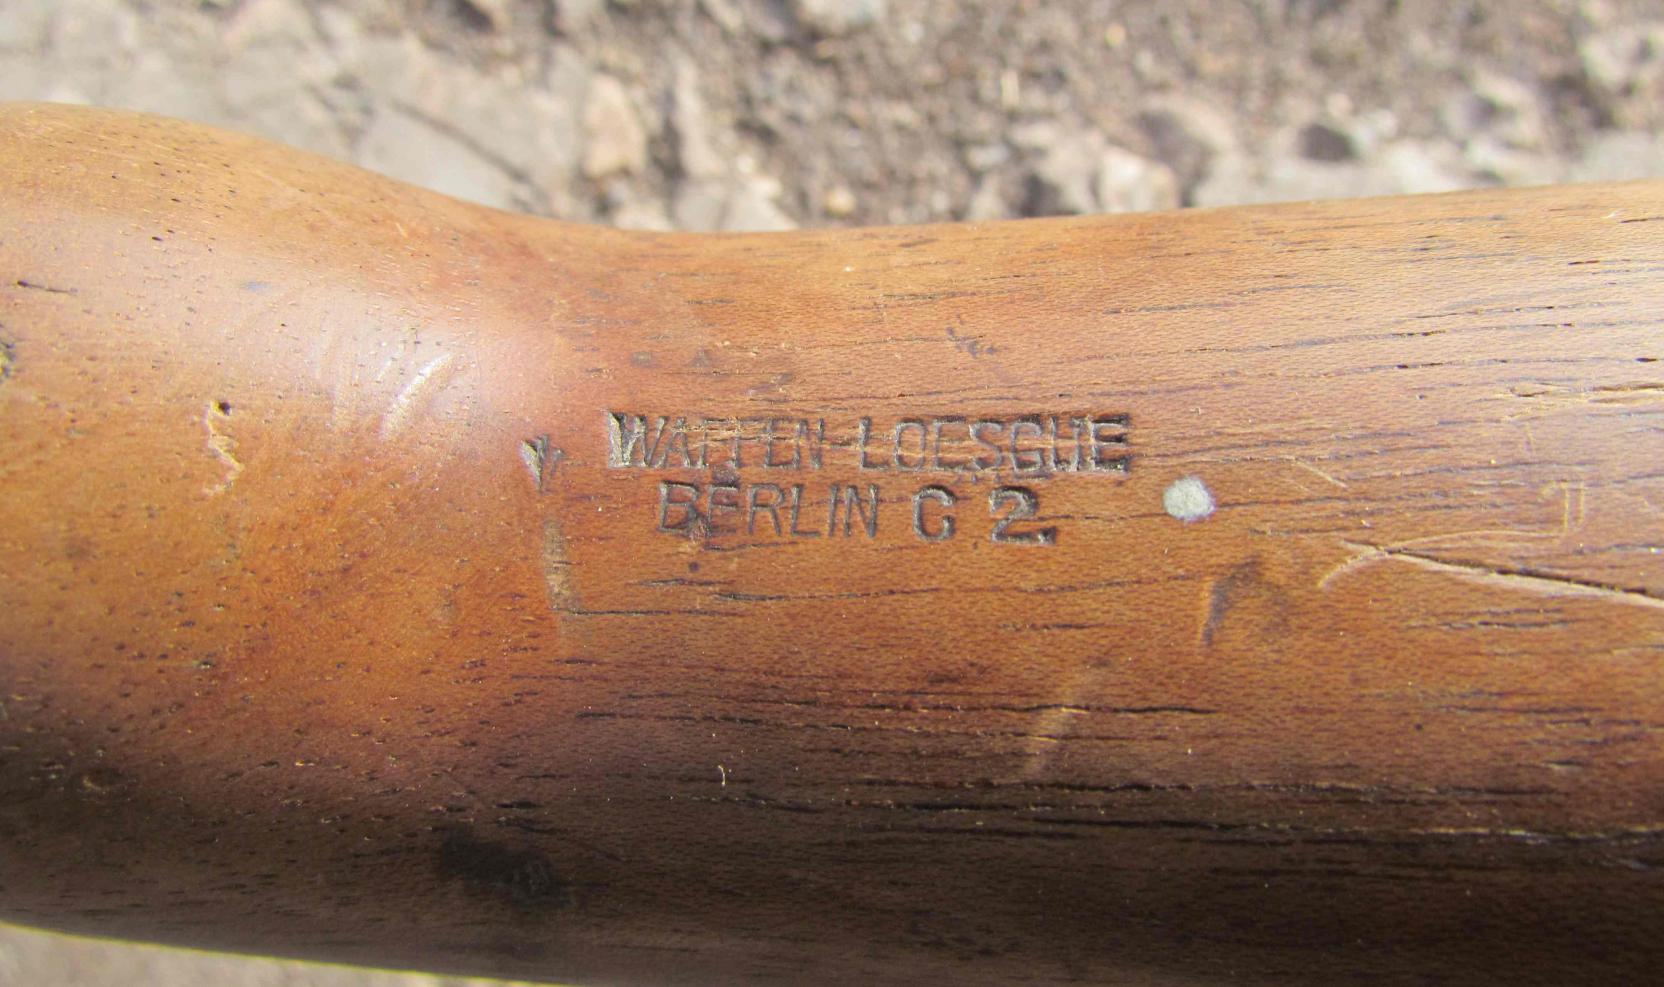 WAFFEN-LOESCHE
BERLIN C 2.